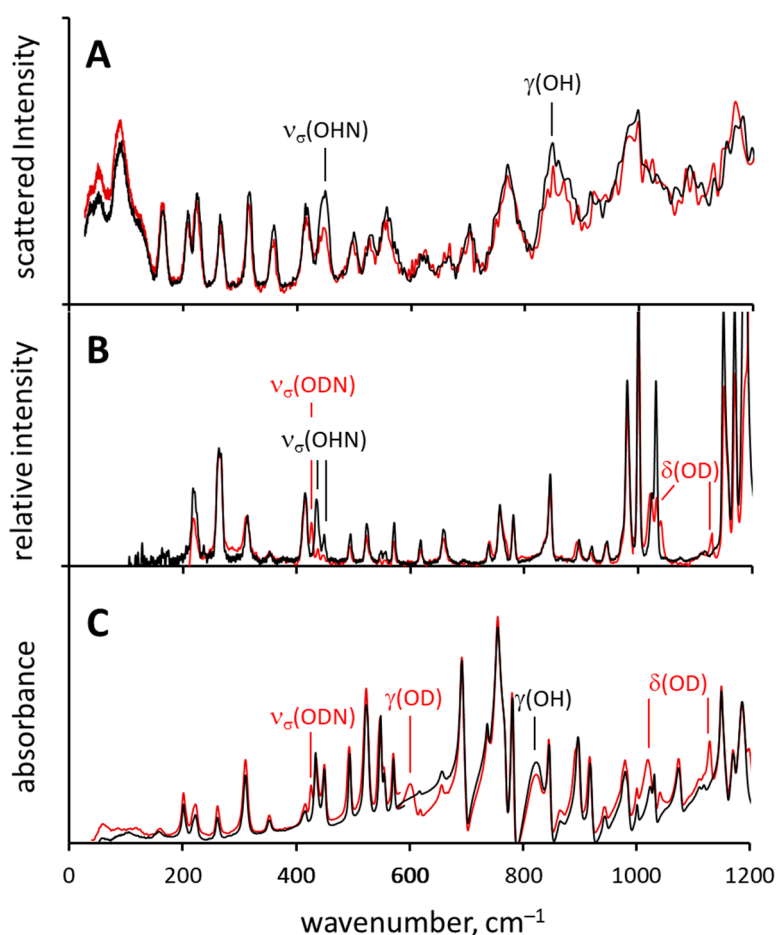 A
scattered Intensity
νσ(OHN)
γ(OH)
B
relative intensity
νσ(ODN)
νσ(OHN)
δ(OD)
C
absorbance
νσ(ODN)
γ(OD)
γ(OH)
δ(OD)
0 200 400 600 800 1000 1200
wavenumber, cm⁻¹